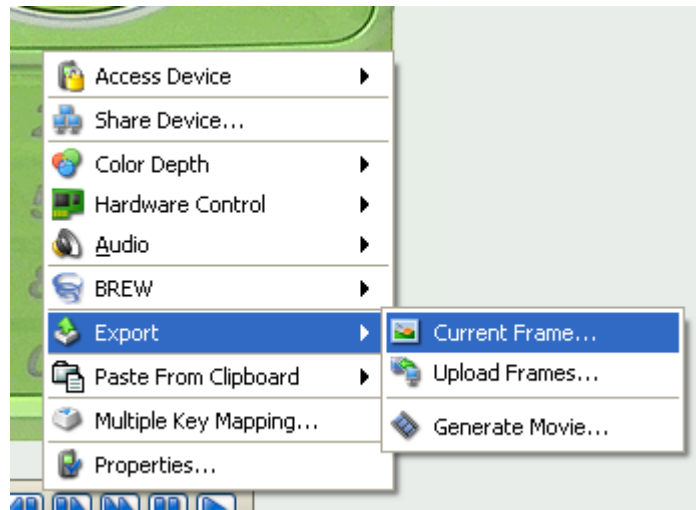 Access Device
Share Device...
Color Depth
Hardware Control
Audio
BREW
Export
Current Frame...
Upload Frames...
Paste From Clipboard
Generate Movie...
Multiple Key Mapping...
Properties...